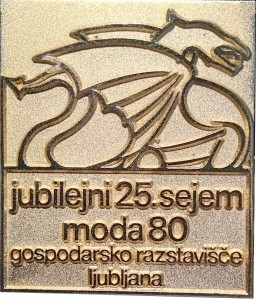 jubilejni 25. sejem
moda 80
gospodarsko razstavišče
ljubljana